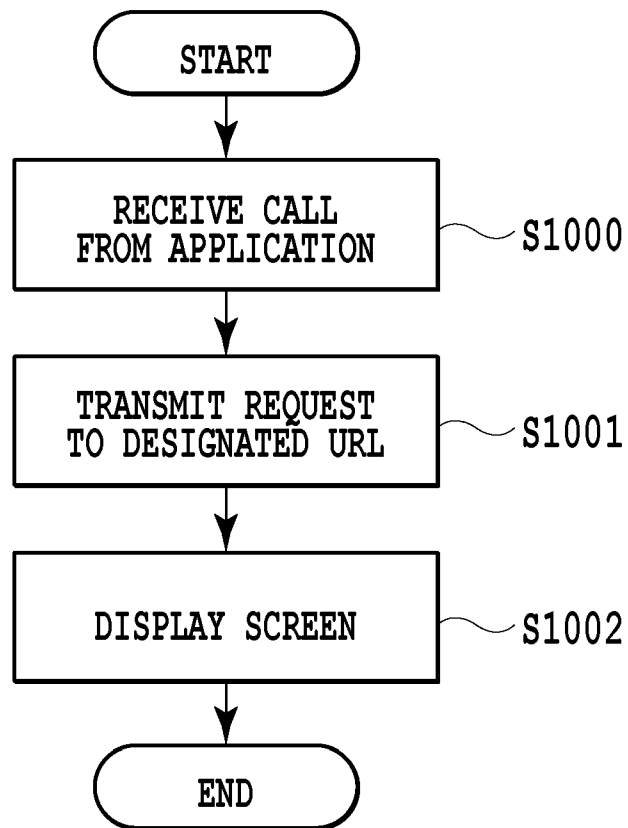 START
RECEIVE CALL
FROM APPLICATION
S1000
TRANSMIT REQUEST
TO DESIGNATED URL
S1001
DISPLAY SCREEN
S1002
END